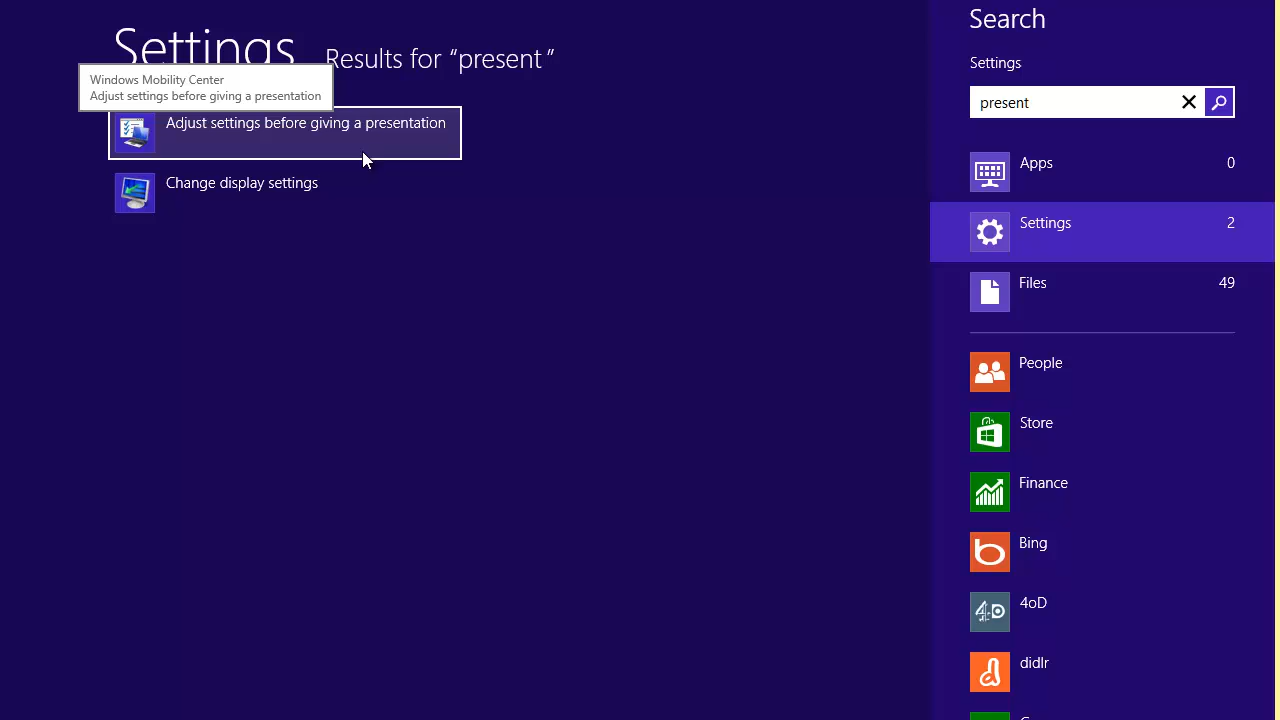 Settings Results for “present”
Windows Mobility Center
Adjust settings before giving a presentation
Adjust settings before giving a presentation
Change display settings
Search
Settings
present
Apps 0
Settings 2
Files 49
People
Store
Finance
Bing
4oD
didlr